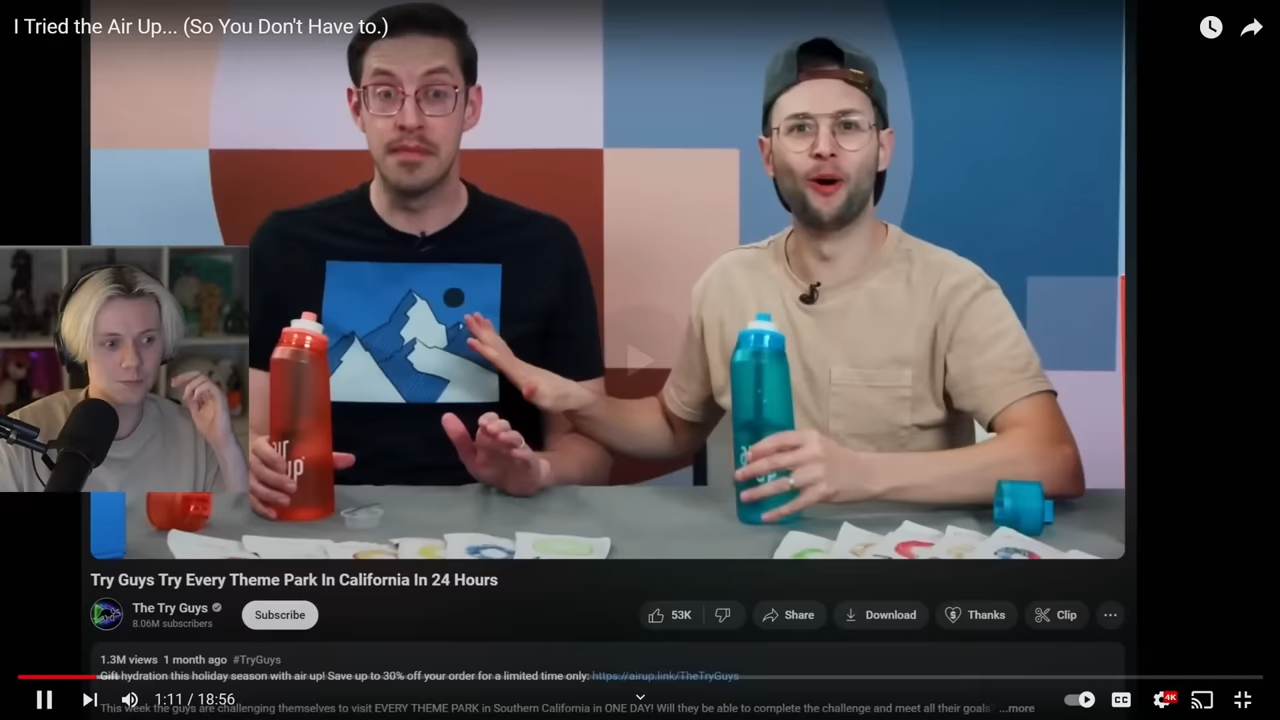 I Tried the Air Up... (So You Don't Have to.)
air up
Try Guys Try Every Theme Park In California In 24 Hours
The Try Guys
8.06M subscribers
Subscribe
53K
Share
Download
Thanks
Clip
1.3M views 1 month ago #TryGuys
Gift hydration this holiday season with air up! Save up to 30% off your order for a limited time only: https://airup.link/TheTryGuys
1:11 / 18:56
CC
4K
This week the guys are challenging themselves to visit EVERY THEME PARK in Southern California in ONE DAY! Will they be able to complete the challenge and meet all their goals? ...more